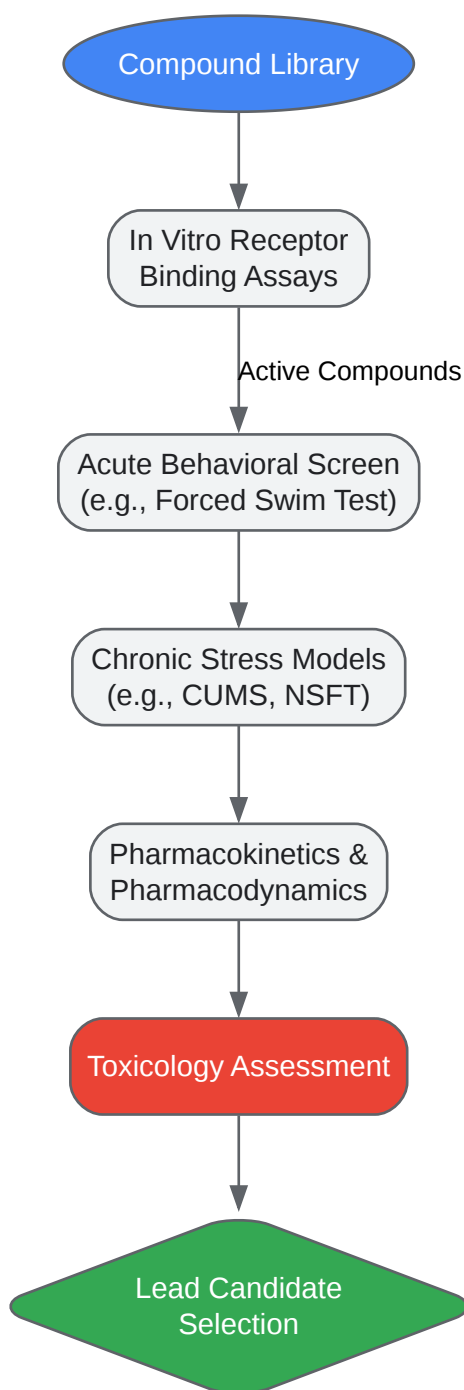 Compound Library
In Vitro Receptor
Binding Assays
Active Compounds
Acute Behavioral Screen
(e.g., Forced Swim Test)
Chronic Stress Models
(e.g., CUMS, NSFT)
Pharmacokinetics &
Pharmacodynamics
Toxicology Assessment
Lead Candidate
Selection